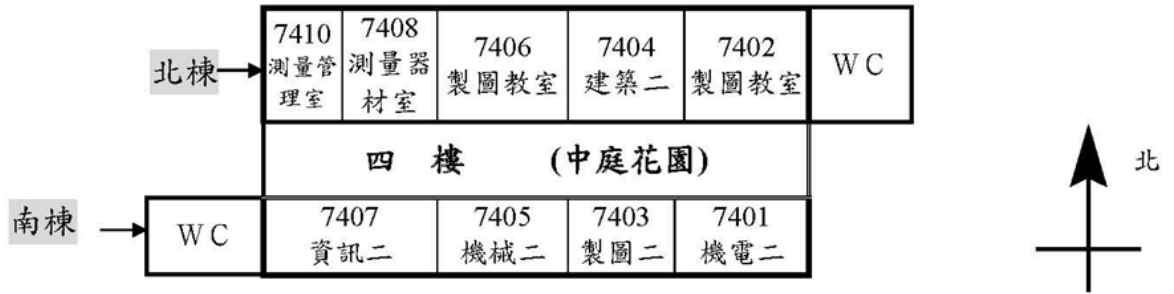 北棟
7410
測量管
理室
7408
測量器
材室
7406
製圖教室
7404
建築二
7402
製圖教室
WC
四 樓 (中庭花園)
北
南棟
WC
7407
資訊二
7405
機械二
7403
製圖二
7401
機電二